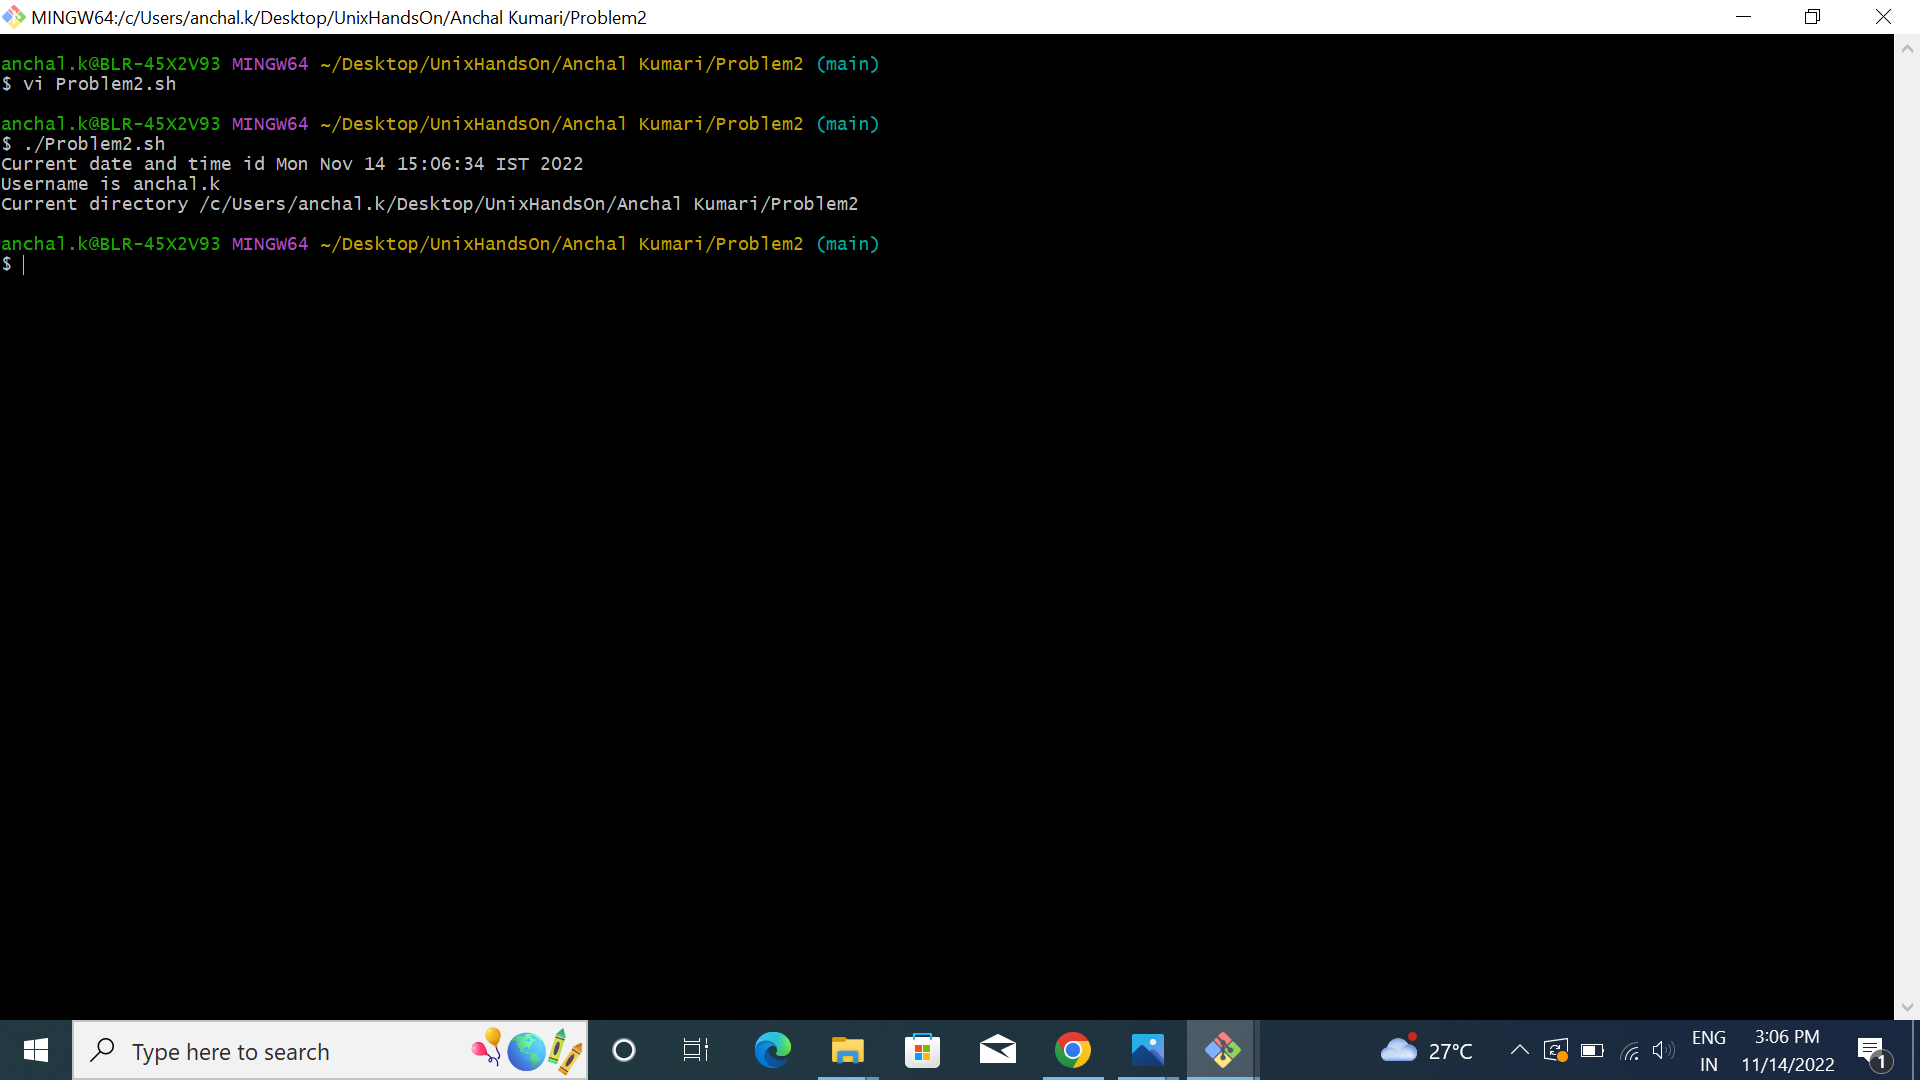 MINGW64:/c/Users/anchal.k/Desktop/UnixHandsOn/Anchal Kumari/Problem2
anchal.k@BLR-45X2V93 MINGW64 ~/Desktop/UnixHandsOn/Anchal Kumari/Problem2 (main)
$ vi Problem2.sh
anchal.k@BLR-45X2V93 MINGW64 ~/Desktop/UnixHandsOn/Anchal Kumari/Problem2 (main)
$ ./Problem2.sh
Current date and time id Mon Nov 14 15:06:34 IST 2022
Username is anchal.k
Current directory /c/Users/anchal.k/Desktop/UnixHandsOn/Anchal Kumari/Problem2
anchal.k@BLR-45X2V93 MINGW64 ~/Desktop/UnixHandsOn/Anchal Kumari/Problem2 (main)
$
Type here to search
27°C
ENG
IN
3:06 PM
11/14/2022
1